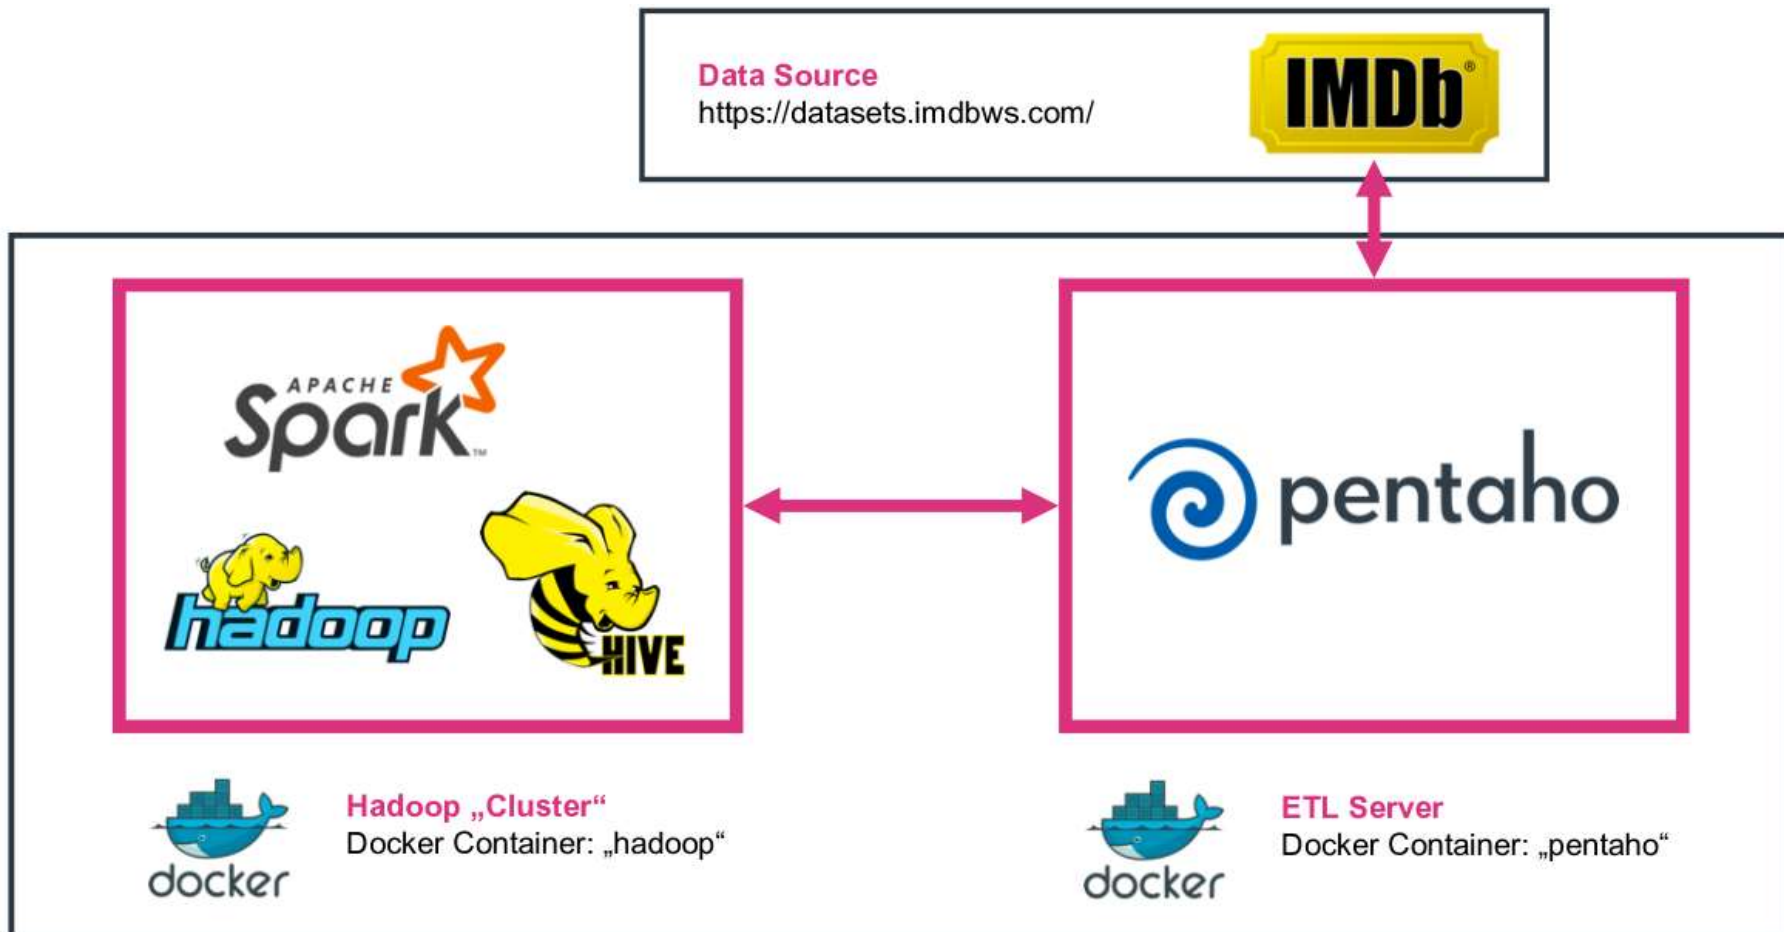 Data Source
https://datasets.imdbws.com/
IMDb®
APACHE
Spark™
hadoop
HIVE
pentaho
docker
Hadoop „Cluster“
Docker Container: „hadoop“
docker
ETL Server
Docker Container: „pentaho“